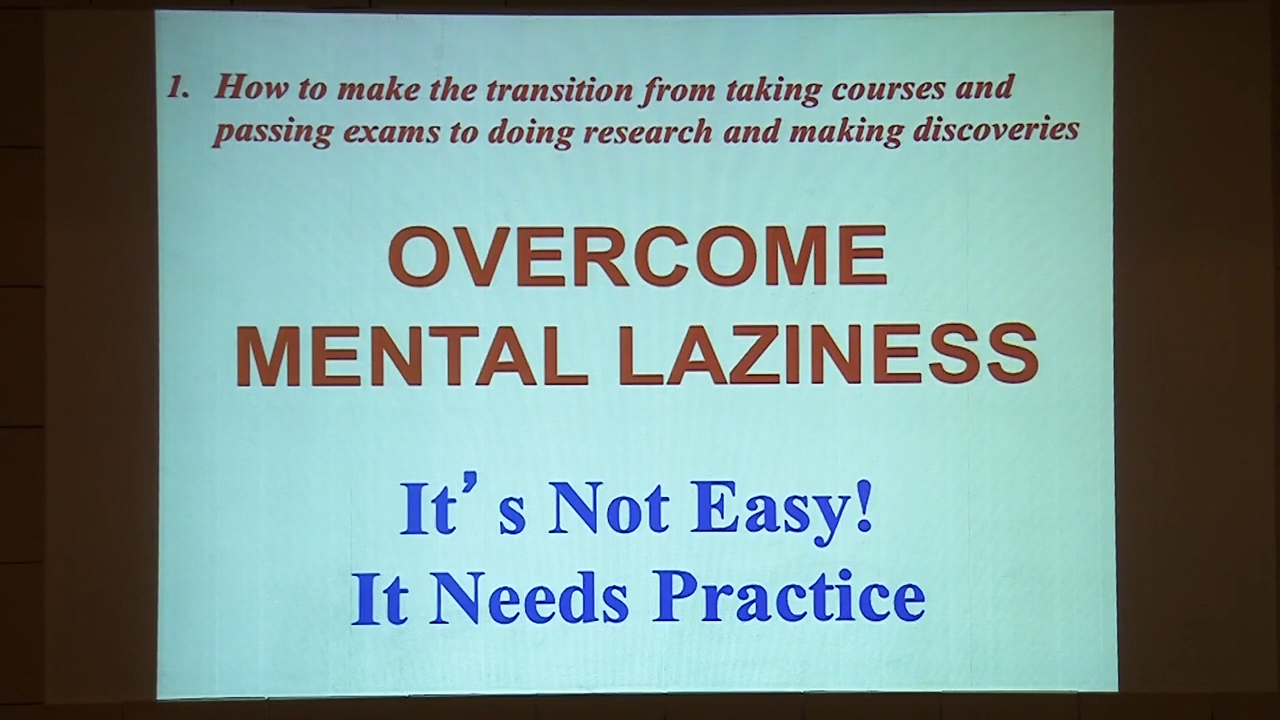 1. How to make the transition from taking courses and
passing exams to doing research and making discoveries
OVERCOME
MENTAL LAZINESS
It’ s Not Easy!
It Needs Practice